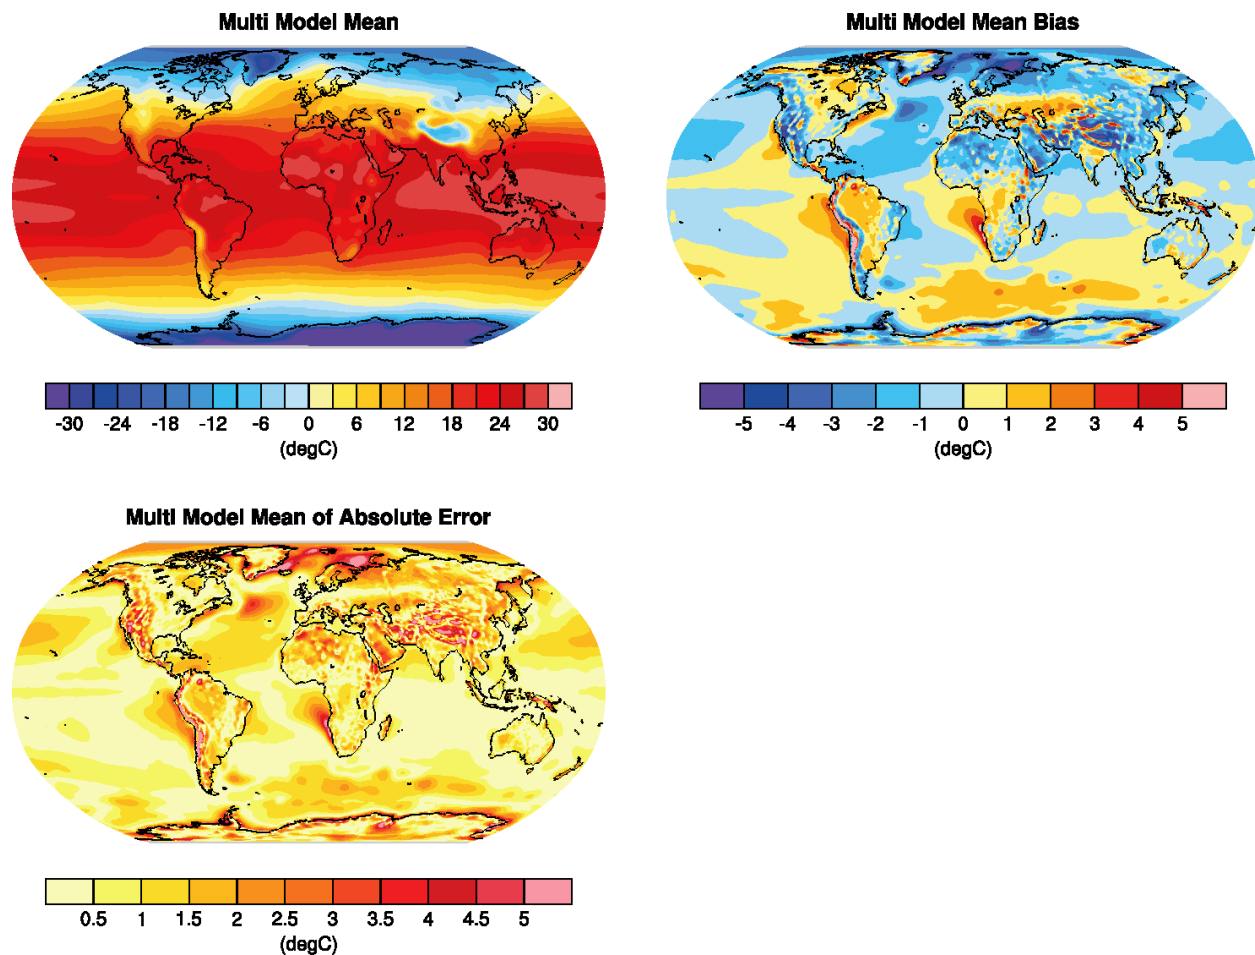 Multi Model Mean
-30 -24 -18 -12 -6 0 6 12 18 24 30
(degC)
Multi Model Mean Bias
-5 -4 -3 -2 -1 0 1 2 3 4 5
(degC)
Multi Model Mean of Absolute Error
0.5 1 1.5 2 2.5 3 3.5 4 4.5 5
(degC)